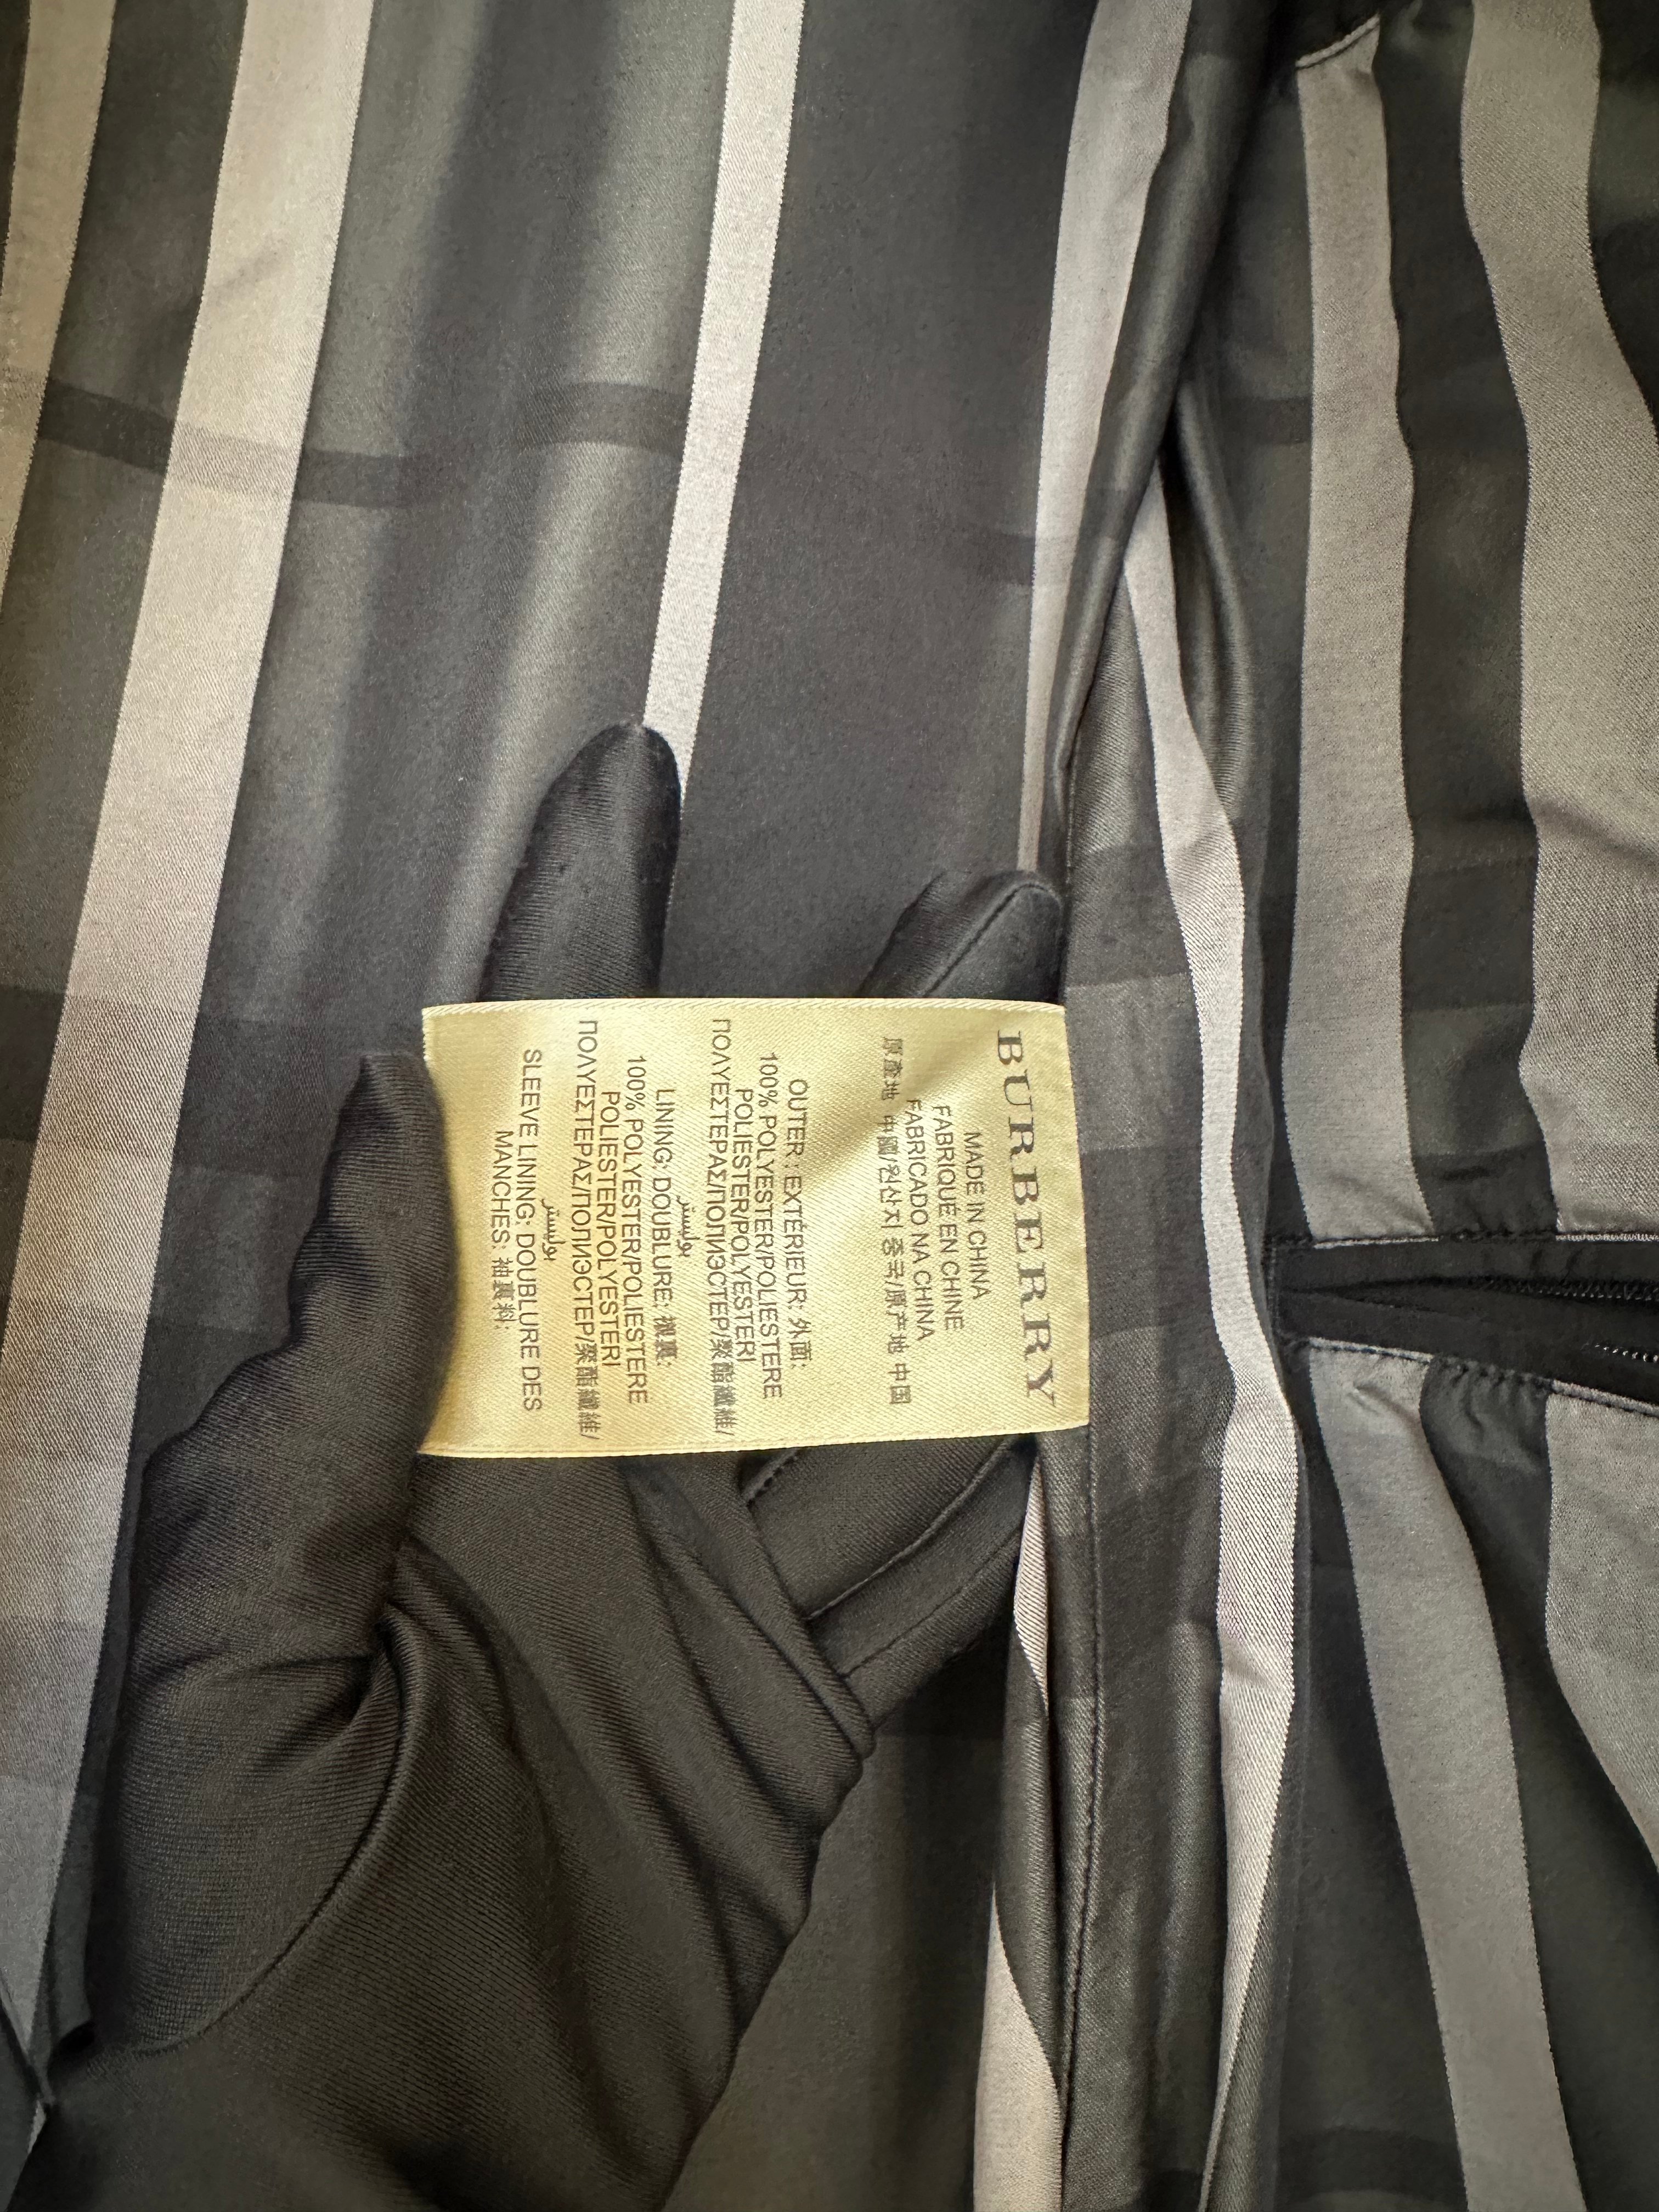 BURBERRY
MADE IN CHINA
FABRIQUÉ EN CHINE
FABRICADO NA CHINA
原產地 中國/원산지 중국/原产地 中国
OUTER: EXTÉRIEUR: 外面:
100% POLYESTER/POLIESTERE
POLIESTER/POLYESTERI
ΠΟΛΥΕΣΤΕΡΑΣ/ПОПИЭСТЕР/聚酯纖維/
بوليستر
LINING: DOUBLURE: 襯裏:
100% POLYESTER/POLIESTERE
POLIESTER/POLYESTERI
ΠΟΛΥΕΣΤΕΡΑΣ/ПОПИЭСТЕР/聚酯纖維/
بوليستر
SLEEVE LINING: DOUBLURE DES
MANCHES: 袖裏料: